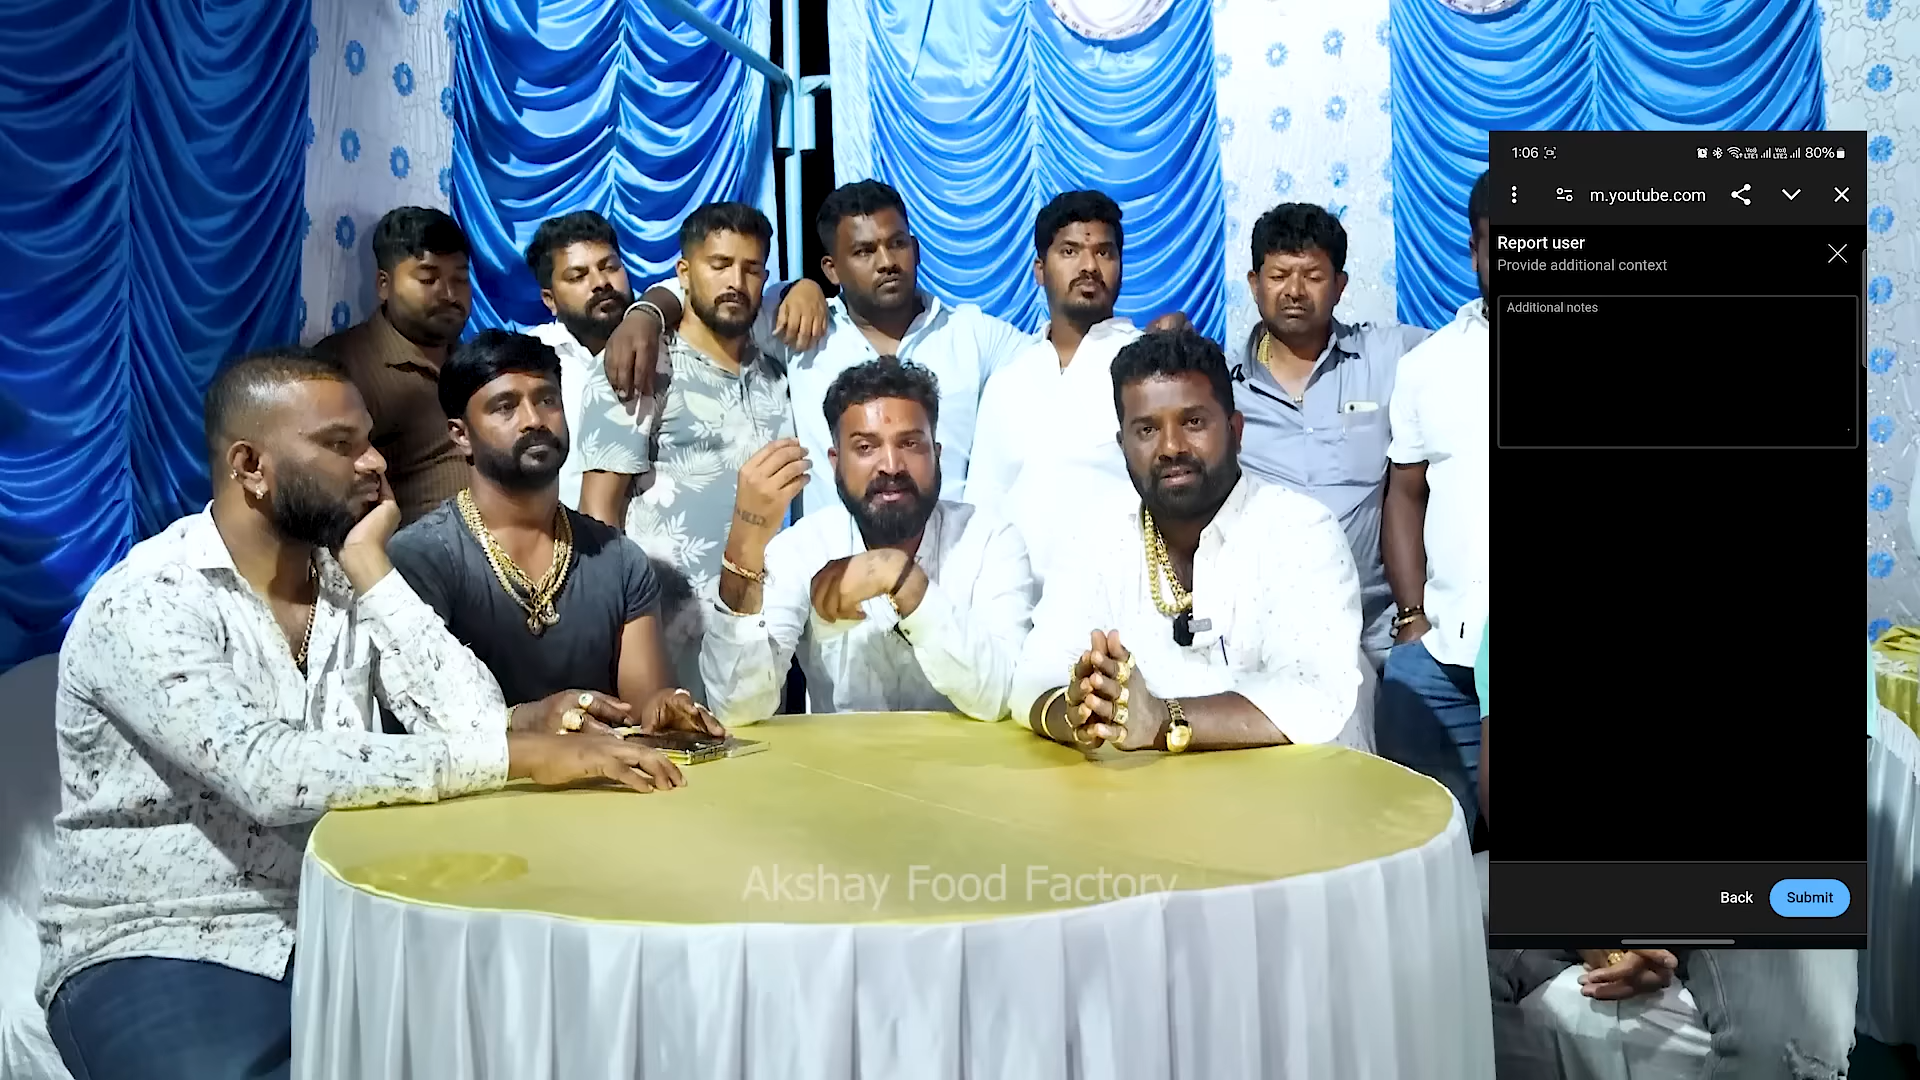 1:06
80%
m.youtube.com
Report user
Provide additional context
Additional notes
Akshay Food Factory
Back
Submit